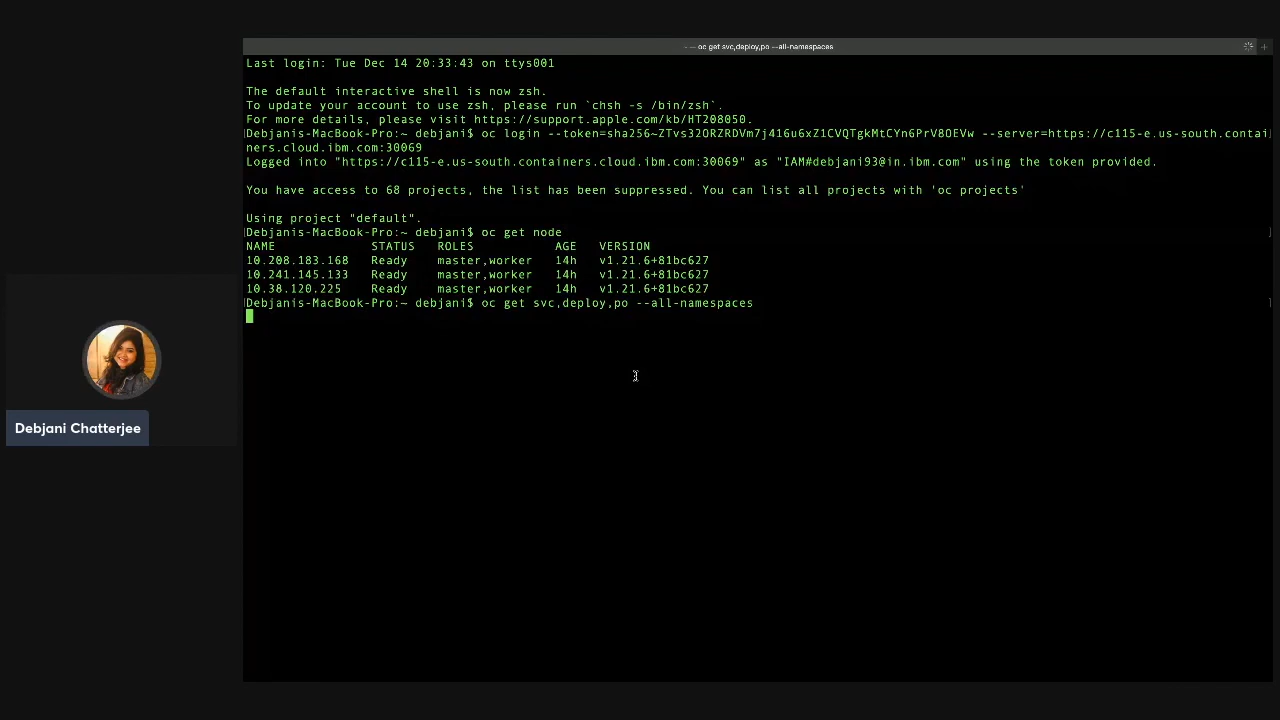 ~ — oc get svc,deploy,po --all-namespaces
Last login: Tue Dec 14 20:33:43 on ttys001
The default interactive shell is now zsh.
To update your account to use zsh, please run `chsh -s /bin/zsh`.
For more details, please visit https://support.apple.com/kb/HT208050.
Debjanis-MacBook-Pro:~ debjani$ oc login --token=sha256~ZTvs32ORZRDVm7j416u6xZ1CVQTgkMtCYn6PrV8OEVw --server=https://c115-e.us-south.contai
ners.cloud.ibm.com:30069
Logged into "https://c115-e.us-south.containers.cloud.ibm.com:30069" as "IAM#debjani93@in.ibm.com" using the token provided.
You have access to 68 projects, the list has been suppressed. You can list all projects with 'oc projects'
Using project "default".
Debjanis-MacBook-Pro:~ debjani$ oc get node
NAME STATUS ROLES AGE VERSION
10.208.183.168 Ready master,worker 14h v1.21.6+81bc627
10.241.145.133 Ready master,worker 14h v1.21.6+81bc627
10.38.120.225 Ready master,worker 14h v1.21.6+81bc627
Debjanis-MacBook-Pro:~ debjani$ oc get svc,deploy,po --all-namespaces
Debjani Chatterjee